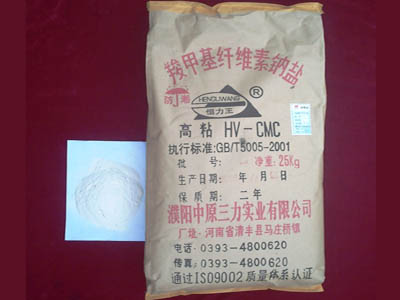 羧甲基纤维素钠盐
防潮
HENGLIWANG
恒力王
®
高粘 HV-CMC
执行标准:GB/T5005-2001
批 号: 净重:25Kg
生产日期: 年 月 日
保质期: 二年
濮阳中原三力实业有限公司
厂址:河南省清丰县马庄桥镇
电话:0393-4800620
传真:0393-4800620
通过ISO9002质量体系认证